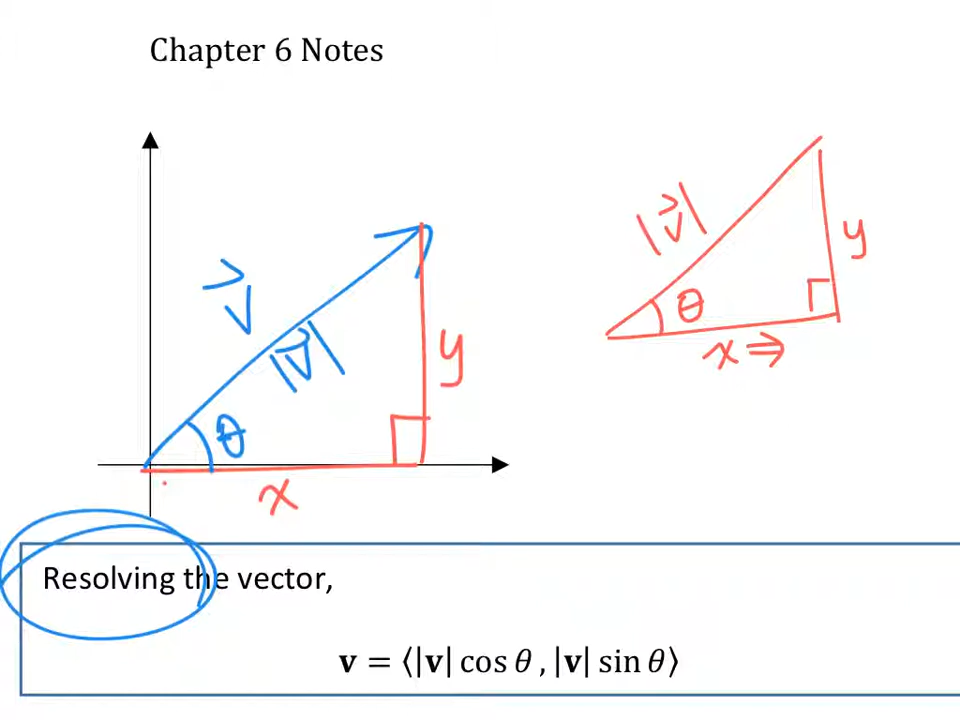 Chapter 6 Notes
v⃗
|v⃗|
θ
y
x
|v⃗|
θ
y
x ⇒
Resolving the vector,
𝐯 = ⟨|𝐯| cos θ , |𝐯| sin θ⟩